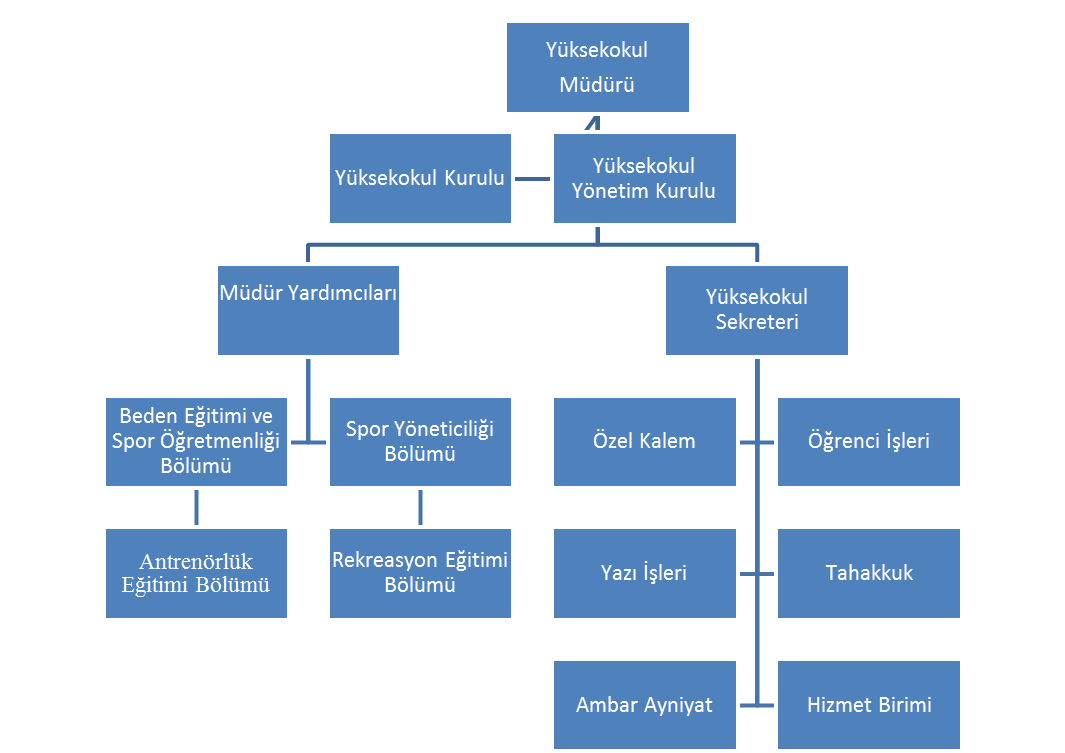 Yüksekokul
Müdürü
Yüksekokul Kurulu
Yüksekokul
Yönetim Kurulu
Müdür Yardımcıları
Yüksekokul
Sekreteri
Beden Eğitimi ve
Spor Öğretmenliği
Bölümü
Spor Yöneticiliği
Bölümü
Özel Kalem
Öğrenci İşleri
Antrenörlük
Eğitimi Bölümü
Rekreasyon Eğitimi
Bölümü
Yazı İşleri
Tahakkuk
Ambar Ayniyat
Hizmet Birimi